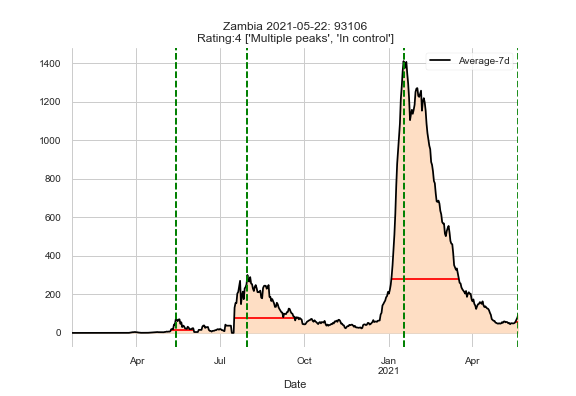 Zambia 2021-05-22: 93106
Rating:4 ['Multiple peaks', 'In control']
Average-7d
1400
1200
1000
800
600
400
200
0
Apr Jul Oct Jan Apr
2021
Date